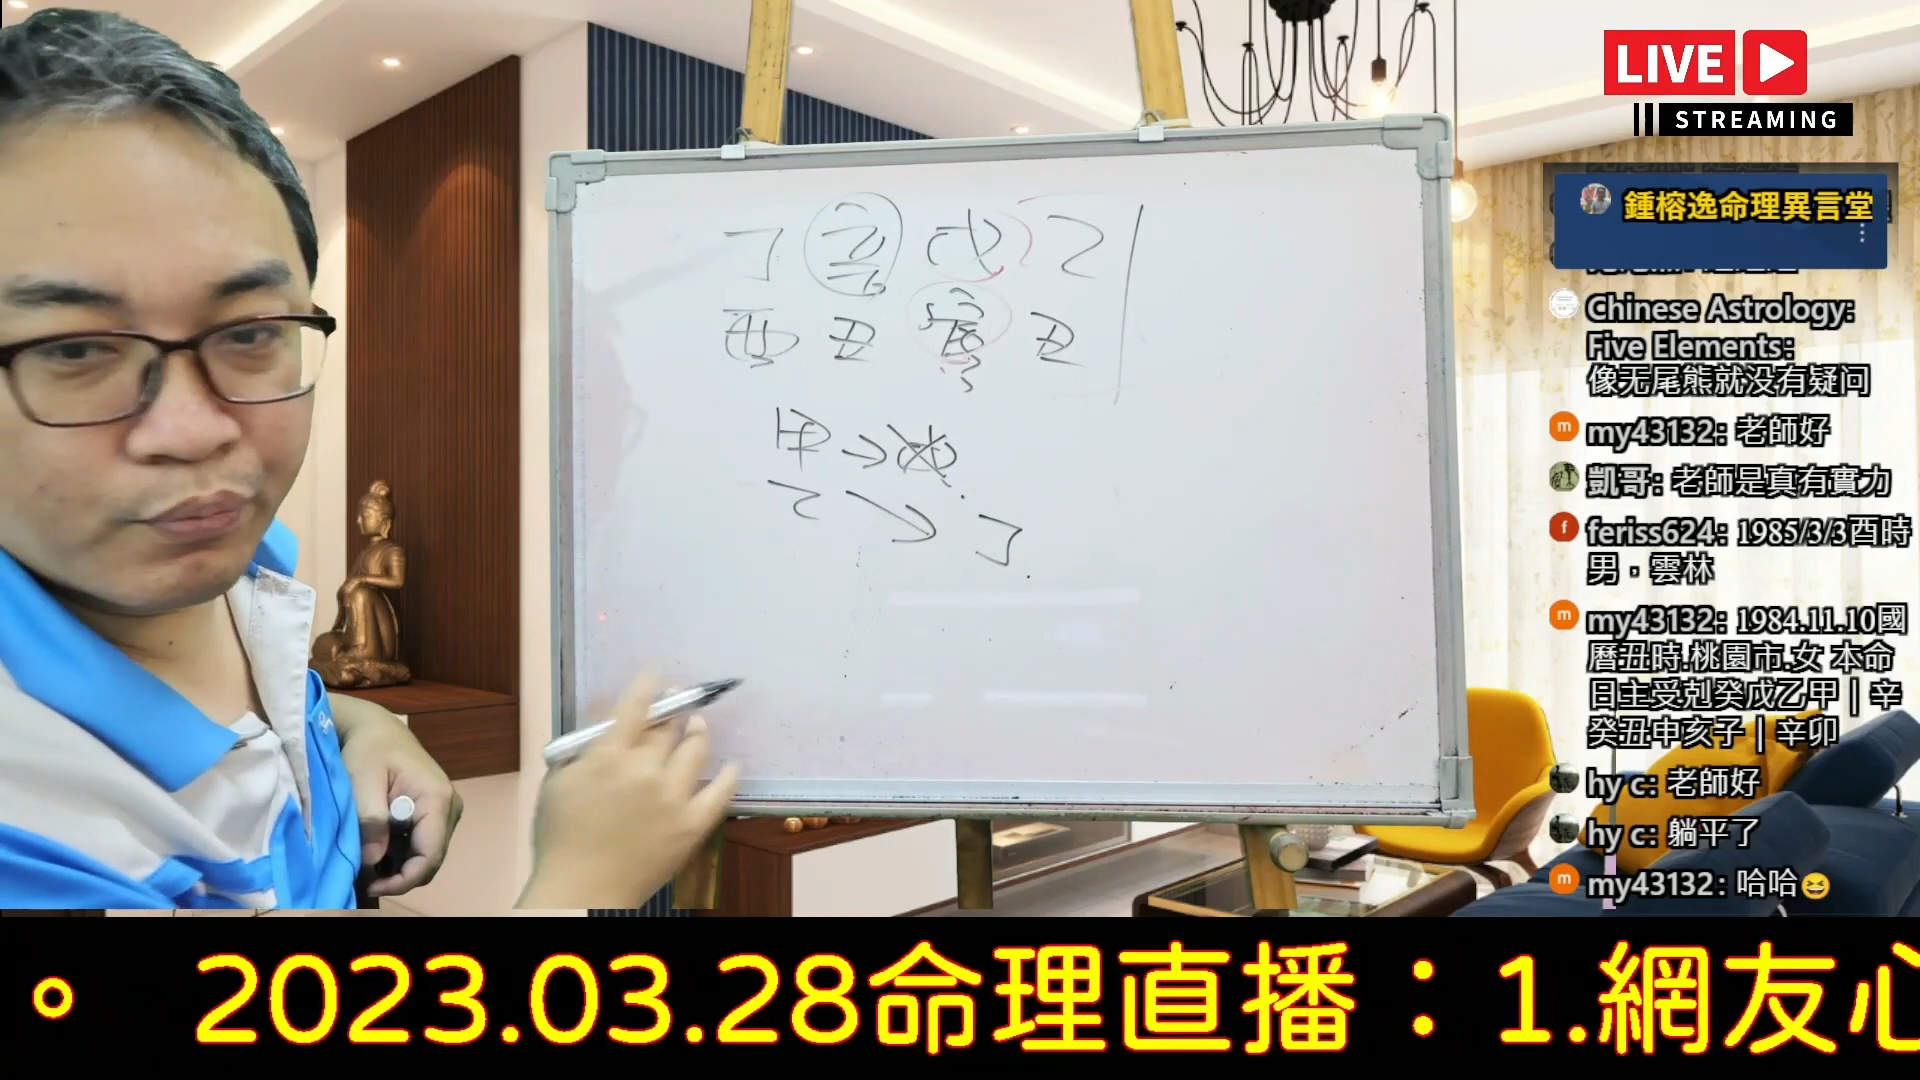 LIVE
STREAMING
鍾榕逸命理異言堂
Chinese Astrology:
Five Elements:
像无尾熊就没有疑问
my43132: 老師好
凱哥: 老師是真有實力
feriss624: 1985/3/3酉時
男·雲林
my43132: 1984.11.10國
曆丑時.桃園市.女 本命
日主受剋癸戊乙甲 | 辛
癸丑申亥子 | 辛卯
hy c: 老師好
hy c: 躺平了
my43132: 哈哈😆
丁 戊 乙
酉 丑 寅 丑
甲→
乙→丁
。 2023.03.28命理直播：1.網友心